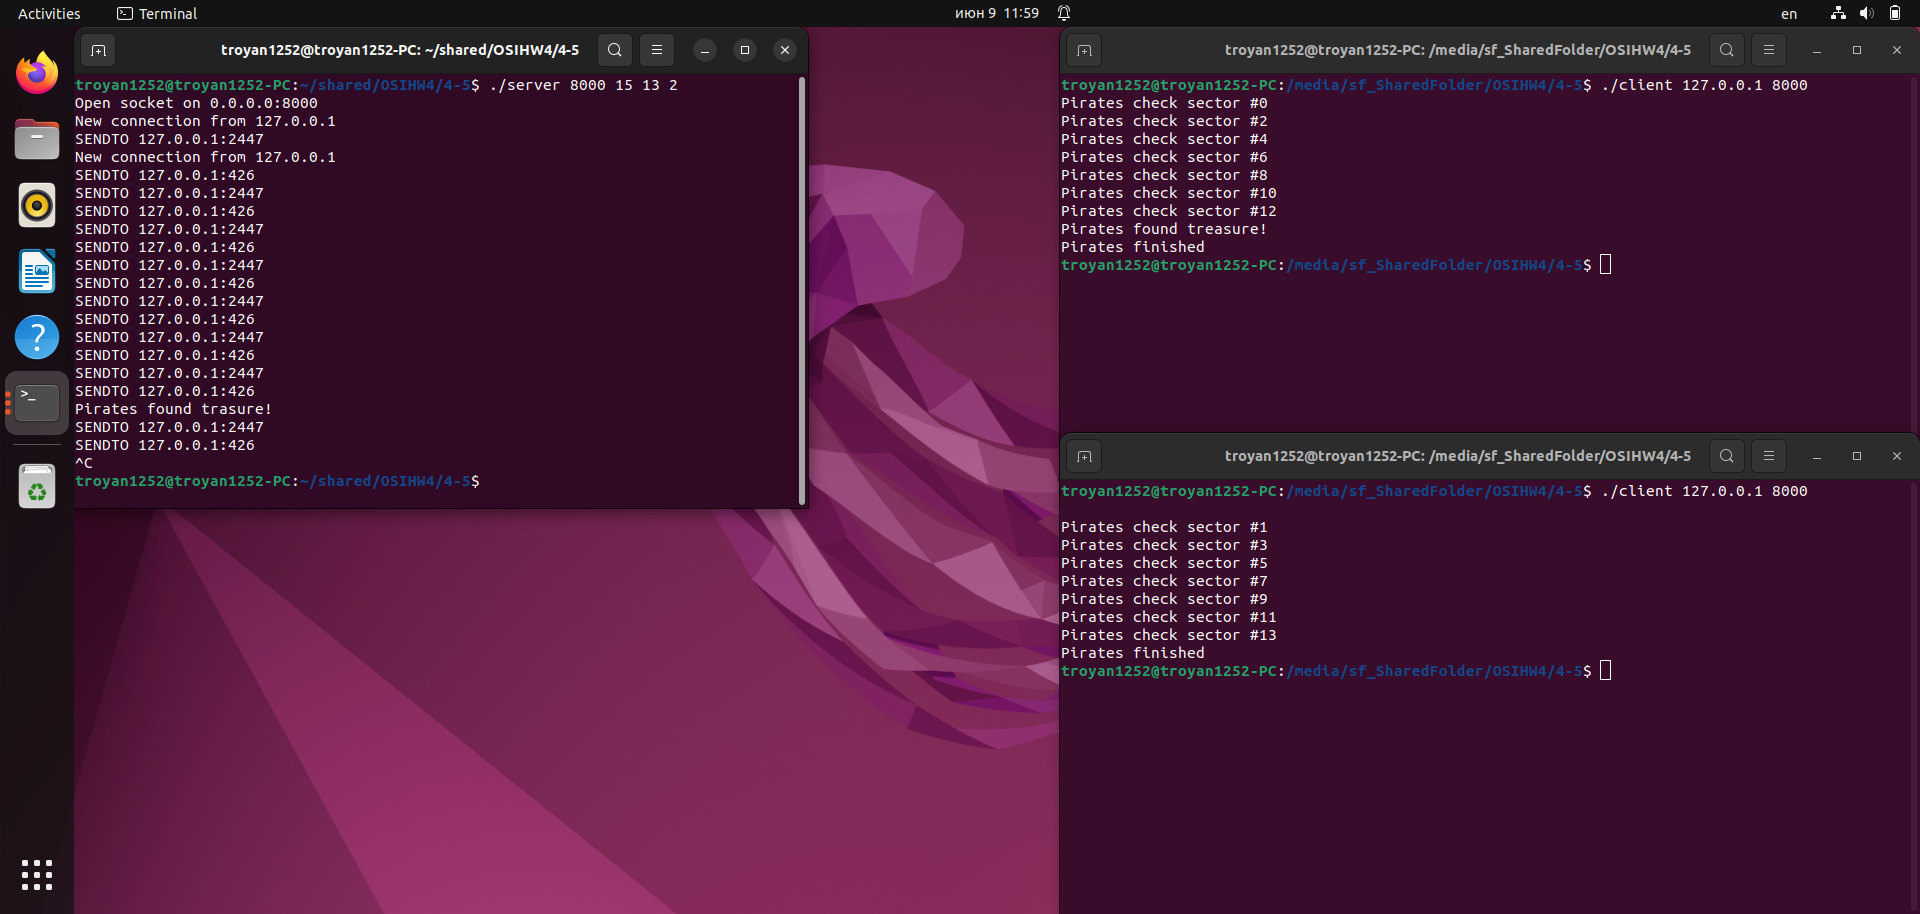 Activities
Terminal
июн 9 11:59
en
troyan1252@troyan1252-PC: ~/shared/OSIHW4/4-5
troyan1252@troyan1252-PC:~/shared/OSIHW4/4-5$ ./server 8000 15 13 2
Open socket on 0.0.0.0:8000
New connection from 127.0.0.1
SENDTO 127.0.0.1:2447
New connection from 127.0.0.1
SENDTO 127.0.0.1:426
SENDTO 127.0.0.1:2447
SENDTO 127.0.0.1:426
SENDTO 127.0.0.1:2447
SENDTO 127.0.0.1:426
SENDTO 127.0.0.1:2447
SENDTO 127.0.0.1:426
SENDTO 127.0.0.1:2447
SENDTO 127.0.0.1:426
SENDTO 127.0.0.1:2447
SENDTO 127.0.0.1:426
SENDTO 127.0.0.1:2447
SENDTO 127.0.0.1:426
Pirates found trasure!
SENDTO 127.0.0.1:2447
SENDTO 127.0.0.1:426
^C
troyan1252@troyan1252-PC:~/shared/OSIHW4/4-5$
troyan1252@troyan1252-PC: /media/sf_SharedFolder/OSIHW4/4-5
troyan1252@troyan1252-PC:/media/sf_SharedFolder/OSIHW4/4-5$ ./client 127.0.0.1 8000
Pirates check sector #0
Pirates check sector #2
Pirates check sector #4
Pirates check sector #6
Pirates check sector #8
Pirates check sector #10
Pirates check sector #12
Pirates found treasure!
Pirates finished
troyan1252@troyan1252-PC:/media/sf_SharedFolder/OSIHW4/4-5$
troyan1252@troyan1252-PC: /media/sf_SharedFolder/OSIHW4/4-5
troyan1252@troyan1252-PC:/media/sf_SharedFolder/OSIHW4/4-5$ ./client 127.0.0.1 8000
Pirates check sector #1
Pirates check sector #3
Pirates check sector #5
Pirates check sector #7
Pirates check sector #9
Pirates check sector #11
Pirates check sector #13
Pirates finished
troyan1252@troyan1252-PC:/media/sf_SharedFolder/OSIHW4/4-5$